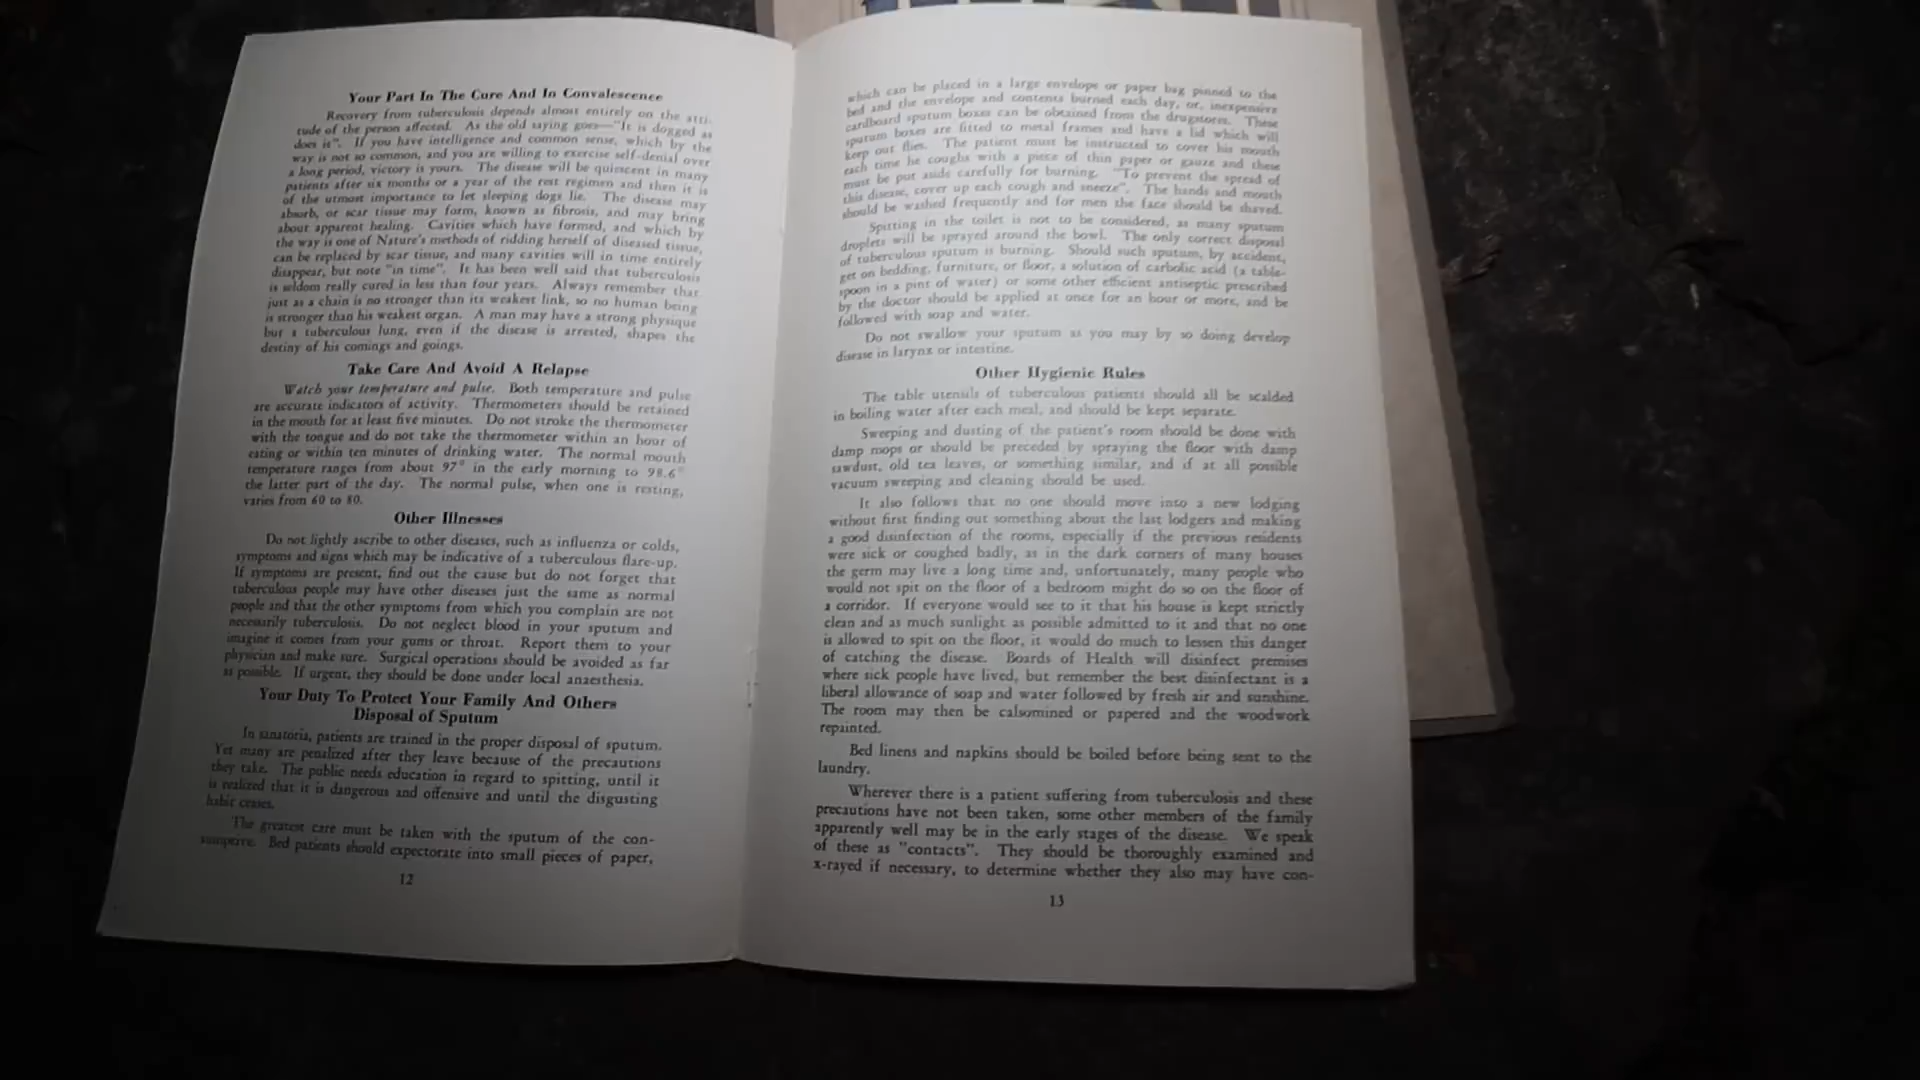 Your Part In The Cure And In Convalescence
Recovery from tuberculosis depends almost entirely on the atti-
tude of the person affected. As the old saying goes—"It is dogged as
does it". If you have intelligence and common sense, which by the
way is not so common, and you are willing to exercise self-denial over
a long period, victory is yours. The disease will be quiescent in many
patients after six months or a year of the rest regimen and then it is
of the utmost importance to let sleeping dogs lie. The disease may
absorb, or scar tissue may form, known as fibrosis, and may bring
about apparent healing. Cavities which have formed, and which by
the way is one of Nature's methods of ridding herself of diseased tissue,
can be replaced by scar tissue, and many cavities will in time entirely
disappear, but note "in time". It has been well said that tuberculosis
is seldom really cured in less than four years. Always remember that
just as a chain is no stronger than its weakest link, so no human being
is stronger than his weakest organ. A man may have a strong physique
but a tuberculous lung, even if the disease is arrested, shapes the
destiny of his comings and goings.
Take Care And Avoid A Relapse
Watch your temperature and pulse. Both temperature and pulse
are accurate indicators of activity. Thermometers should be retained
in the mouth for at least five minutes. Do not stroke the thermometer
with the tongue and do not take the thermometer within an hour of
eating or within ten minutes of drinking water. The normal mouth
temperature ranges from about 97° in the early morning to 98.6°
the latter part of the day. The normal pulse, when one is resting,
varies from 60 to 80.
Other Illnesses
Do not lightly ascribe to other diseases, such as influenza or colds,
symptoms and signs which may be indicative of a tuberculous flare-up.
If symptoms are present, find out the cause but do not forget that
tuberculous people may have other diseases just the same as normal
people and that the other symptoms from which you complain are not
necessarily tuberculosis. Do not neglect blood in your sputum and
imagine it comes from your gums or throat. Report them to your
physician and make sure. Surgical operations should be avoided as far
as possible. If urgent, they should be done under local anaesthesia.
Your Duty To Protect Your Family And Others
Disposal of Sputum
In sanatoria, patients are trained in the proper disposal of sputum.
Yet many are penalized after they leave because of the precautions
they take. The public needs education in regard to spitting, until it
is realized that it is dangerous and offensive and until the disgusting
habit ceases.
The greatest care must be taken with the sputum of the con-
sumptive. Bed patients should expectorate into small pieces of paper,
12
which can be placed in a large envelope or paper bag pinned to the
bed and the envelope and contents burned each day, or, inexpensive
cardboard sputum boxes can be obtained from the drugstores. These
sputum boxes are fitted to metal frames and have a lid which will
keep out flies. The patient must be instructed to cover his mouth
each time he coughs with a piece of thin paper or gauze and these
must be put aside carefully for burning. "To prevent the spread of
this disease, cover up each cough and sneeze". The hands and mouth
should be washed frequently and for men the face should be shaved.
Spitting in the toilet is not to be considered, as many sputum
droplets will be sprayed around the bowl. The only correct disposal
of tuberculous sputum is burning. Should such sputum, by accident,
get on bedding, furniture, or floor, a solution of carbolic acid (a table-
spoon in a pint of water) or some other efficient antiseptic prescribed
by the doctor should be applied at once for an hour or more, and be
followed with soap and water.
Do not swallow your sputum as you may by so doing develop
disease in larynx or intestine.
Other Hygienic Rules
The table utensils of tuberculous patients should all be scalded
in boiling water after each meal, and should be kept separate.
Sweeping and dusting of the patient's room should be done with
damp mops or should be preceded by spraying the floor with damp
sawdust, old tea leaves, or something similar, and if at all possible
vacuum sweeping and cleaning should be used.
It also follows that no one should move into a new lodging
without first finding out something about the last lodgers and making
a good disinfection of the rooms, especially if the previous residents
were sick or coughed badly, as in the dark corners of many houses
the germ may live a long time and, unfortunately, many people who
would not spit on the floor of a bedroom might do so on the floor of
a corridor. If everyone would see to it that his house is kept strictly
clean and as much sunlight as possible admitted to it and that no one
is allowed to spit on the floor, it would do much to lessen this danger
of catching the disease. Boards of Health will disinfect premises
where sick people have lived, but remember the best disinfectant is a
liberal allowance of soap and water followed by fresh air and sunshine.
The room may then be calsomined or papered and the woodwork
repainted.
Bed linens and napkins should be boiled before being sent to the
laundry.
Wherever there is a patient suffering from tuberculosis and these
precautions have not been taken, some other members of the family
apparently well may be in the early stages of the disease. We speak
of these as "contacts". They should be thoroughly examined and
x-rayed if necessary, to determine whether they also may have con-
13